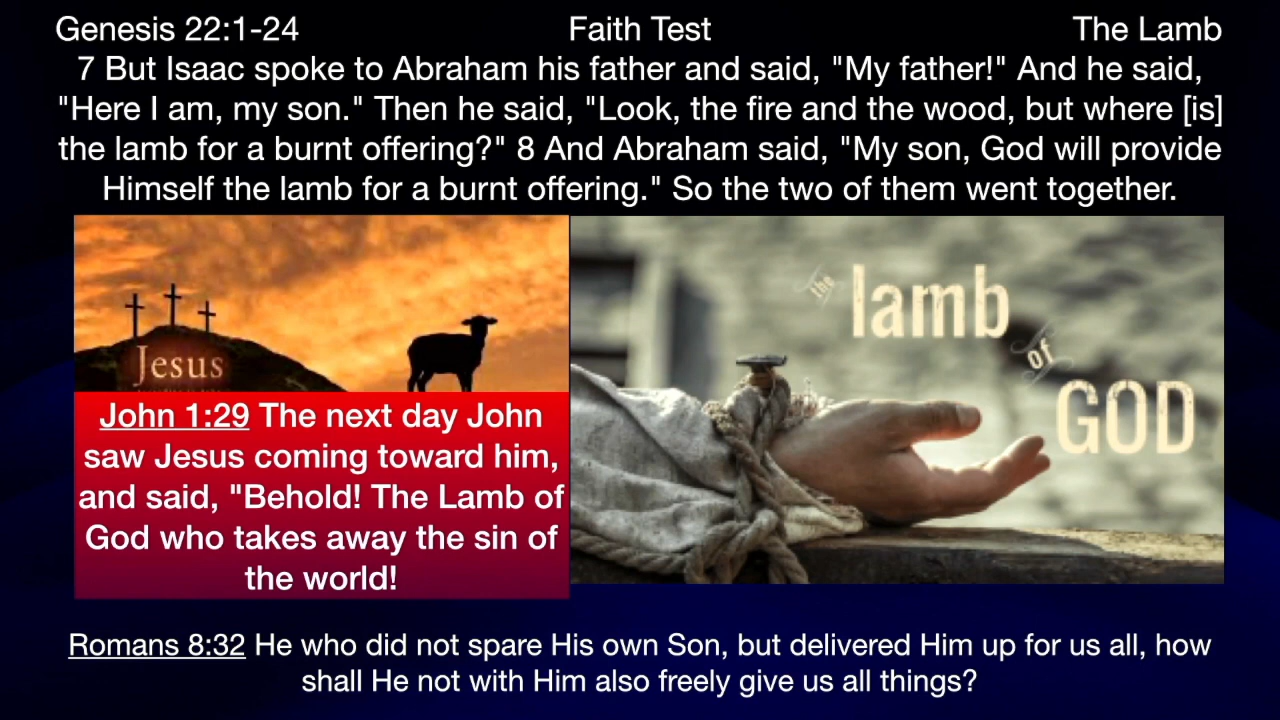 Genesis 22:1-24 Faith Test The Lamb
7 But Isaac spoke to Abraham his father and said, "My father!" And he said,
"Here I am, my son." Then he said, "Look, the fire and the wood, but where [is]
the lamb for a burnt offering?" 8 And Abraham said, "My son, God will provide
Himself the lamb for a burnt offering." So the two of them went together.
Jesus
John 1:29 The next day John
saw Jesus coming toward him,
and said, "Behold! The Lamb of
God who takes away the sin of
the world!
the lamb
of
GOD
Romans 8:32 He who did not spare His own Son, but delivered Him up for us all, how
shall He not with Him also freely give us all things?